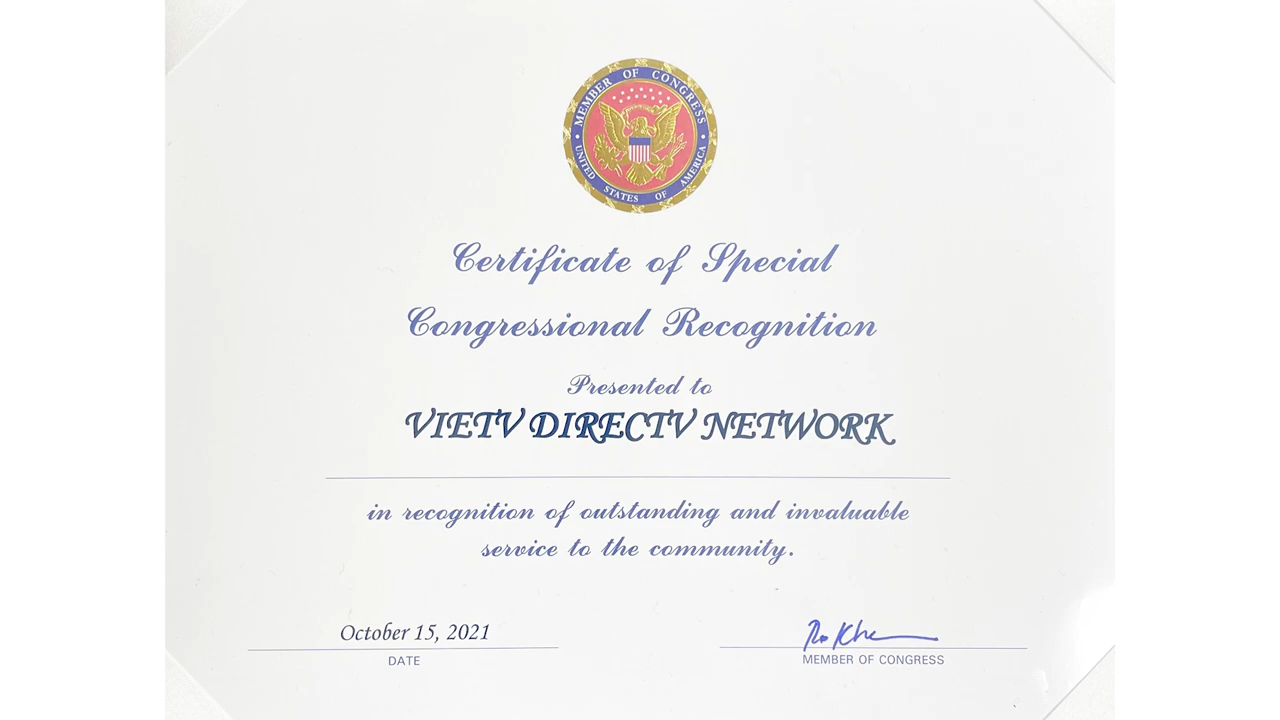 MEMBER OF CONGRESS
UNITED STATES OF AMERICA
Certificate of Special
Congressional Recognition
Presented to
VIETV DIRECTV NETWORK
in recognition of outstanding and invaluable
service to the community.
October 15, 2021
DATE
MEMBER OF CONGRESS